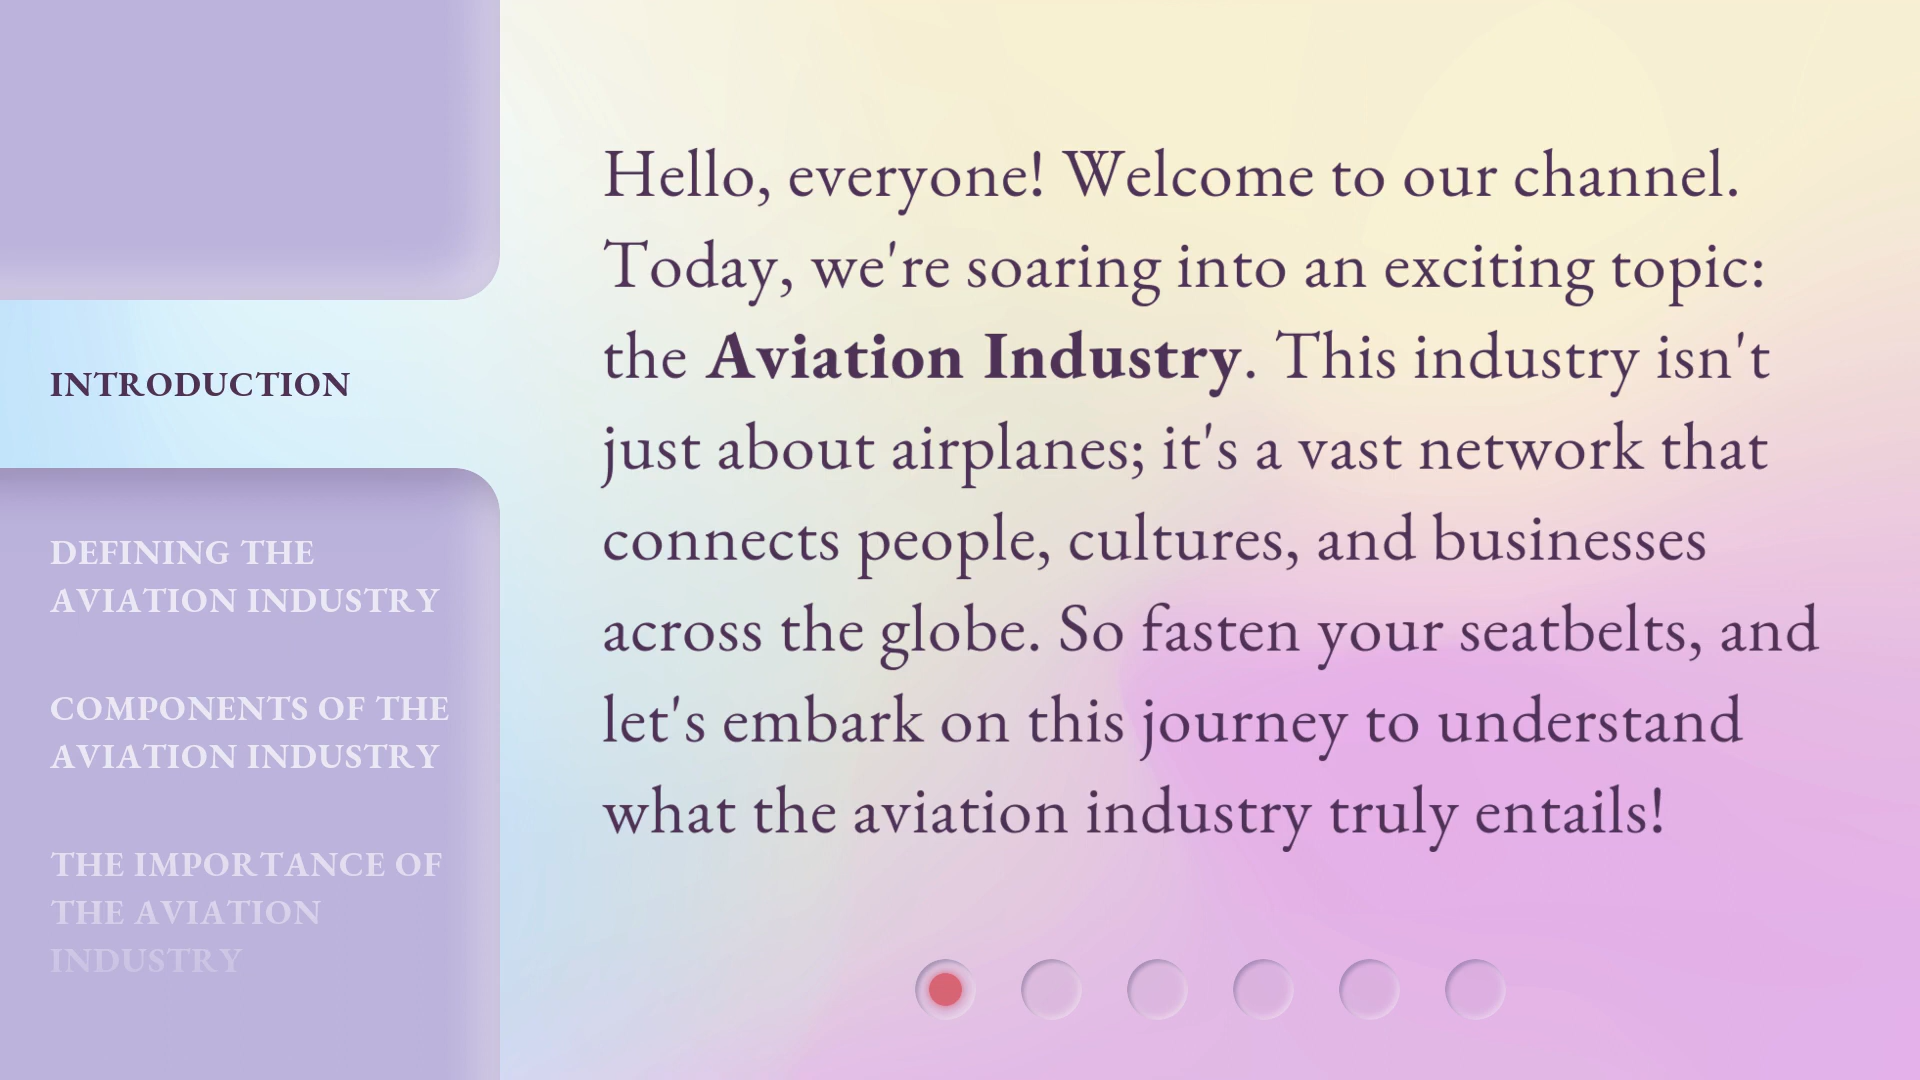 INTRODUCTION
DEFINING THE
AVIATION INDUSTRY
COMPONENTS OF THE
AVIATION INDUSTRY
THE IMPORTANCE OF
THE AVIATION
INDUSTRY
Hello, everyone! Welcome to our channel.
Today, we're soaring into an exciting topic:
the Aviation Industry. This industry isn't
just about airplanes; it's a vast network that
connects people, cultures, and businesses
across the globe. So fasten your seatbelts, and
let's embark on this journey to understand
what the aviation industry truly entails!